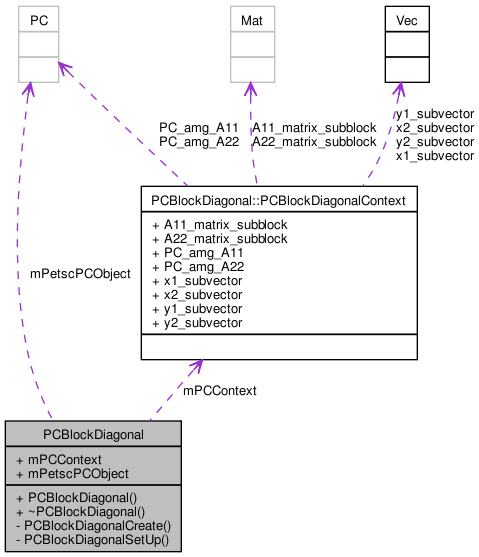 PC
Mat
Vec
PC_amg_A11
PC_amg_A22
A11_matrix_subblock
A22_matrix_subblock
y1_subvector
x2_subvector
y2_subvector
x1_subvector
PCBlockDiagonal::PCBlockDiagonalContext
+ A11_matrix_subblock
+ A22_matrix_subblock
+ PC_amg_A11
+ PC_amg_A22
+ x1_subvector
+ x2_subvector
+ y1_subvector
+ y2_subvector
mPetscPCObject
mPCContext
PCBlockDiagonal
+ mPCContext
+ mPetscPCObject
+ PCBlockDiagonal()
+ ~PCBlockDiagonal()
- PCBlockDiagonalCreate()
- PCBlockDiagonalSetUp()